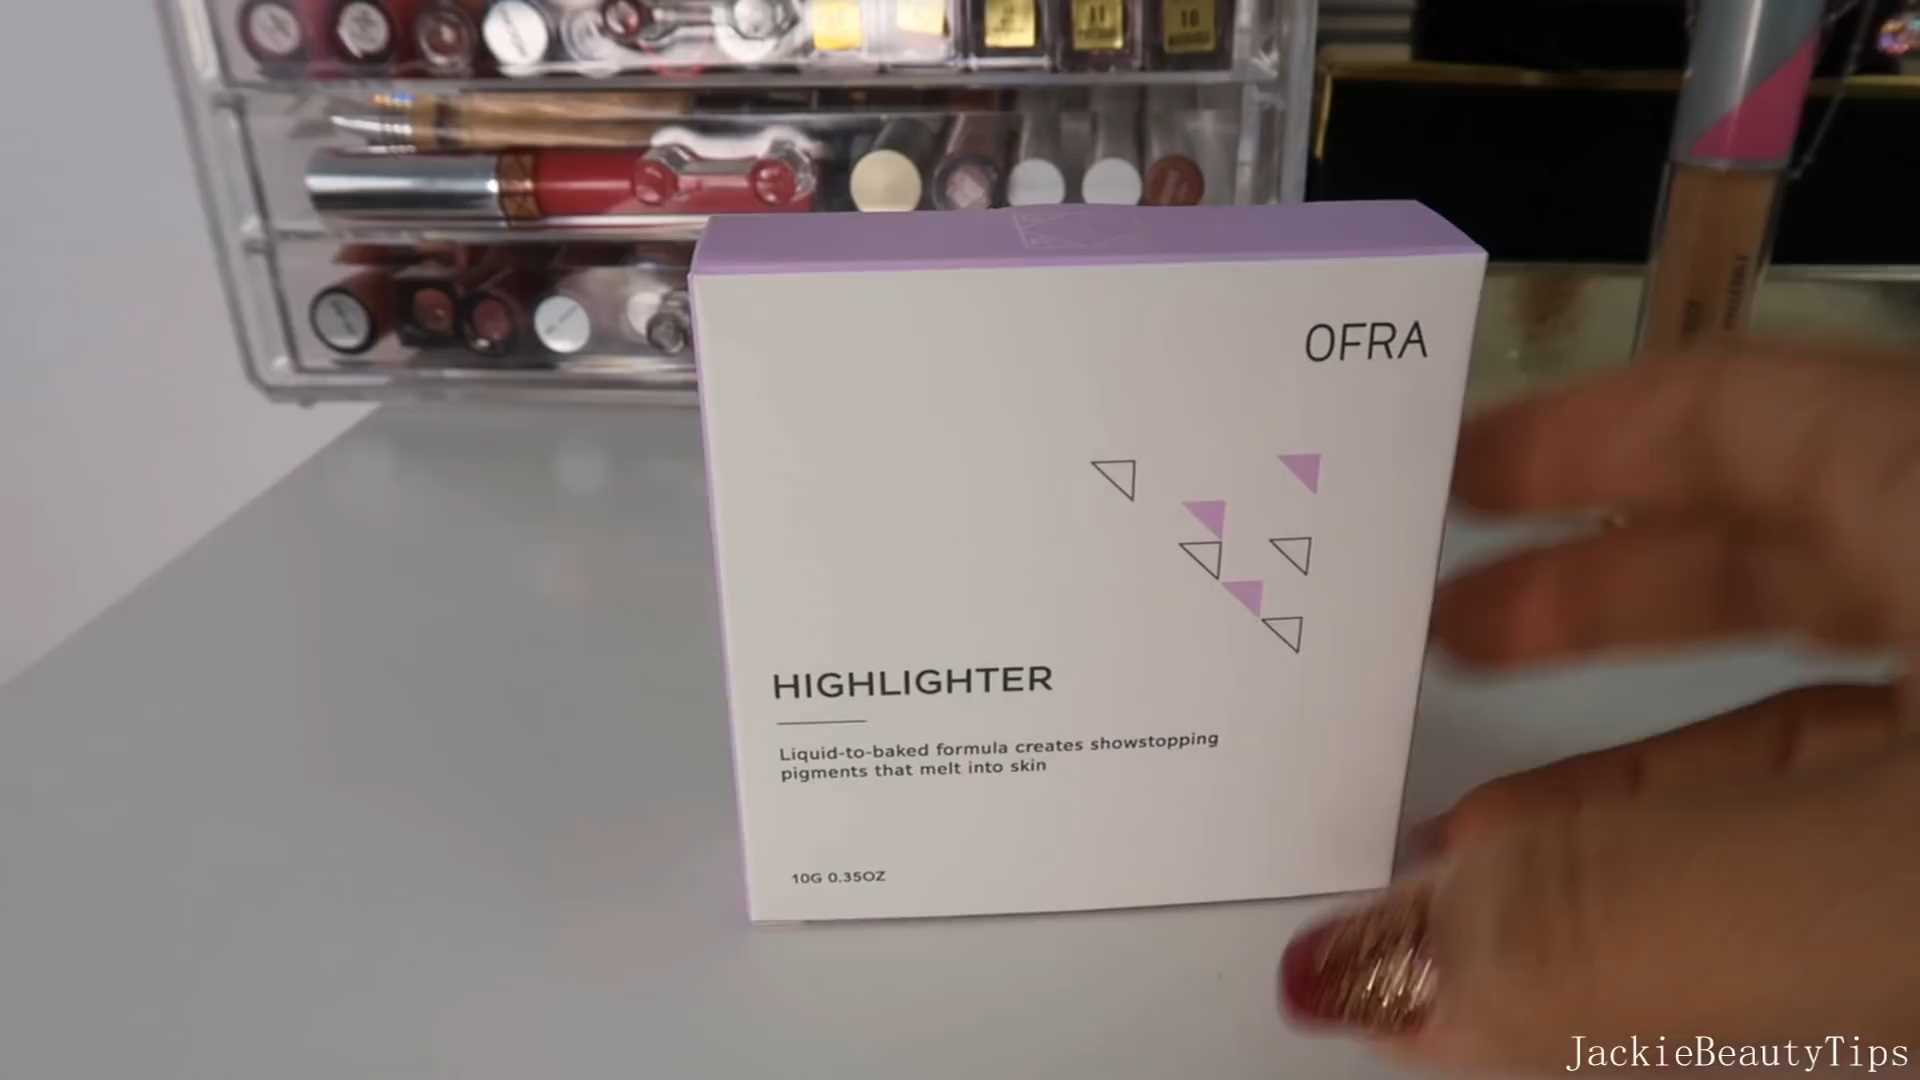 OFRA
HIGHLIGHTER
Liquid-to-baked formula creates showstopping
pigments that melt into skin
10G 0.35OZ
JackieBeautyTips